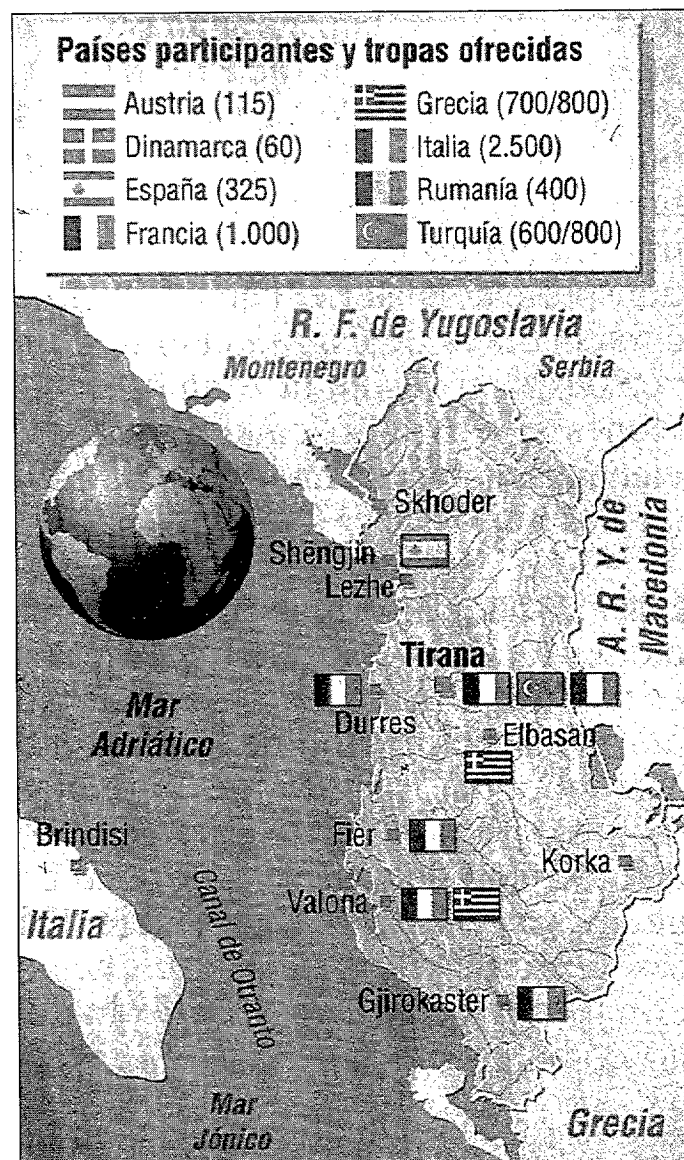 Países participantes y tropas ofrecidas
Austria (115)
Dinamarca (60)
España (325)
Francia (1.000)
Grecia (700/800)
Italia (2.500)
Rumanía (400)
Turquía (600/800)
R. F. de Yugoslavia
Montenegro
Serbia
Skhoder
Shëngjin
Lezhe
A. R. Y. de
Macedonia
Tirana
Durres
Mar
Adriático
Elbasan
Brindisi
Fier
Korka
Italia
Canal de Otranto
Valona
Gjirokaster
Mar
Jónico
Grecia